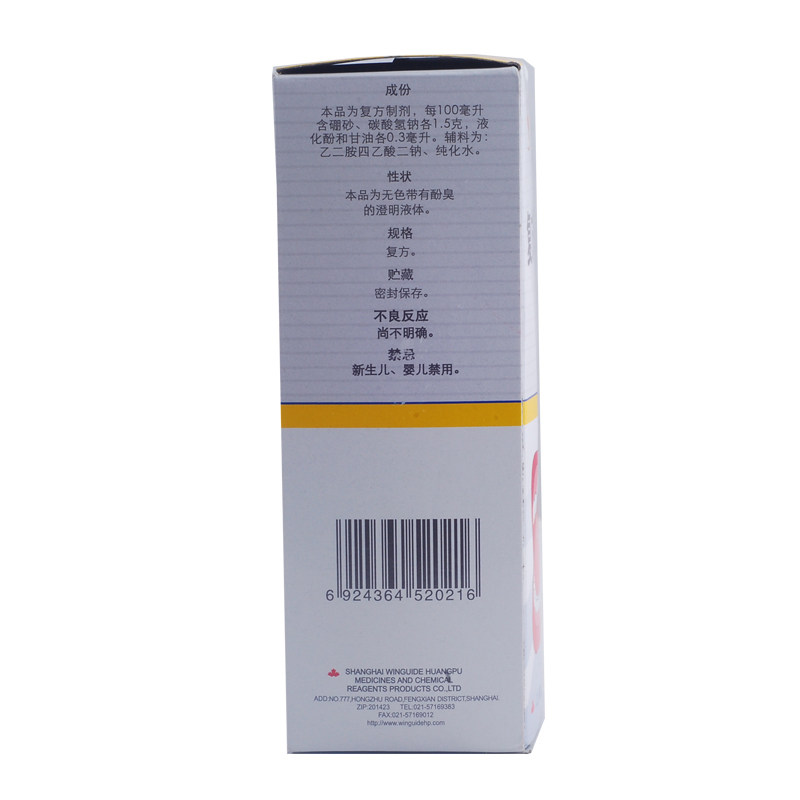 成份
本品为复方制剂，每100毫升
含硼砂、碳酸氢钠各1.5克，液
化酚和甘油各0.3毫升。辅料为：
乙二胺四乙酸二钠、纯化水。
性状
本品为无色带有酚臭
的澄明液体。
规格
复方。
贮藏
密封保存。
不良反应
尚不明确。
禁忌
新生儿、婴儿禁用。
6 924364 520216
SHANGHAI WINGUIDE HUANGPU
MEDICINES AND CHEMICAL
REAGENTS PRODUCTS CO.,LTD
ADD:NO.777,HONGZHU ROAD,FENGXIAN DISTRICT,SHANGHAI.
ZIP:201423 TEL:021-57169383
FAX:021-57169012
http://www.winguidehp.com